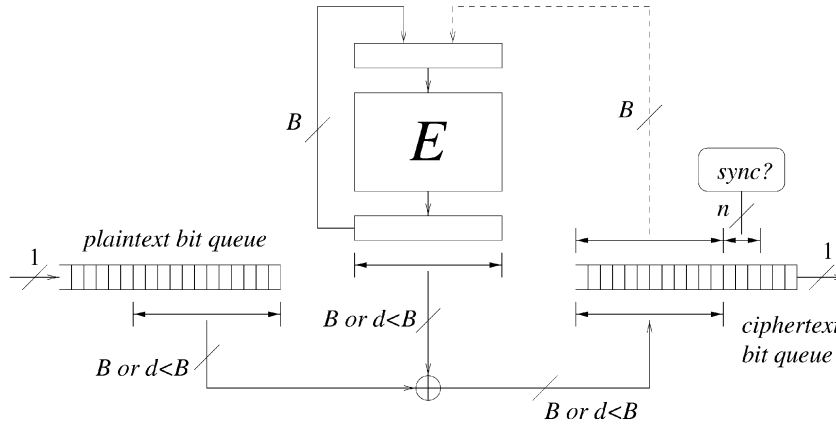 B
E
B
sync?
n
plaintext bit queue
1
1
B or d<B
ciphertext
bit queue
B or d<B
B or d<B